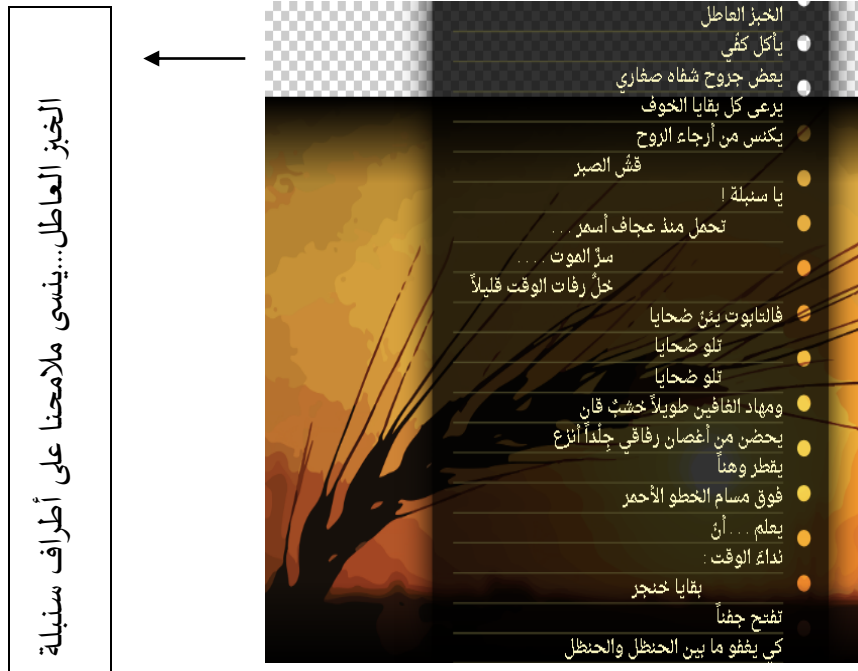 الخبز العاطل
يأكل كفّي
يعض جروح شفاه صغاري
يرعى كل بقايا الخوف
يكنس من أرجاء الروح
قشُ الصبر
يا سنبلة !
تحمل منذ عجاف أسمر . . .
سرٌ الموت . . . .
خلُّ رفات الوقت قليلاً
فالتابوت يئنُ ضحايا
تلو ضحايا
تلو ضحايا
ومهاد الغافين طويلاً خشبٌ قانٍ
يحضن من أغصان رفاقي جِلْداً أنزع
يقطر وهناً
فوق مسام الخطو الأحمر
يعلم . . . أنْ
نداءَ الوقت :
بقايا خنجر
تفتح جفناً
كي يغفو ما بين الحنظل والحنظل
الخبز العاطل...ينسى ملامحنا على أطراف سنبلة